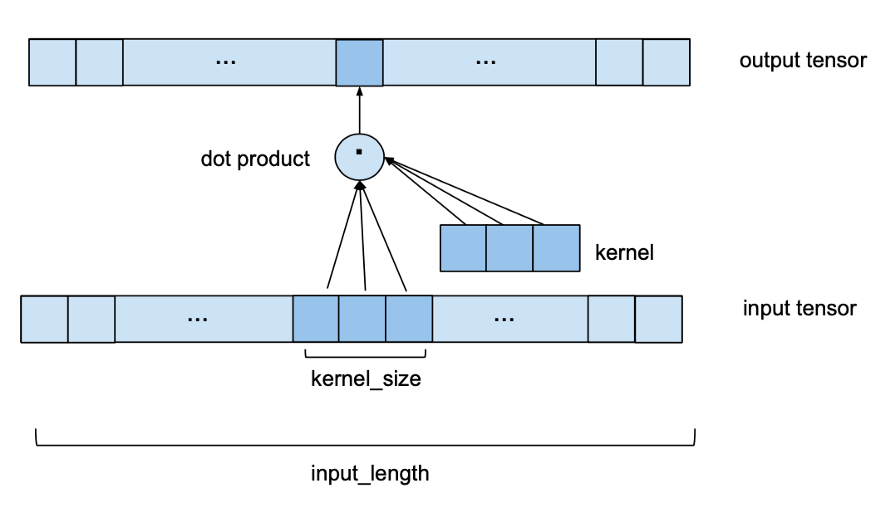 ... ... output tensor
dot product
kernel
... ... input tensor
kernel_size
input_length